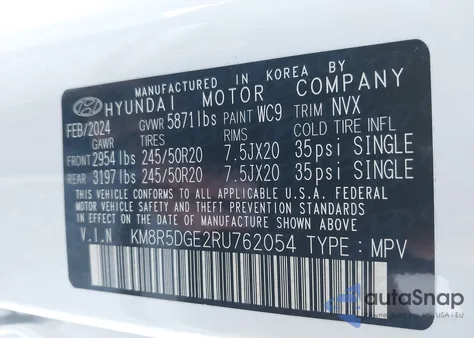 MANUFACTURED IN KOREA BY
HYUNDAI MOTOR COMPANY
FEB/2024 GVWR 5871lbs PAINT WC9 TRIM NVX
GAWR TIRES RIMS COLD TIRE INFL
FRONT 2954lbs 245/50R20 7.5JX20 35psi SINGLE
REAR 3197lbs 245/50R20 7.5JX20 35psi SINGLE
THIS VEHICLE CONFORMS TO ALL APPLICABLE U.S.A. FEDERAL
MOTOR VEHICLE SAFETY BUMPER, AND THEFT PREVENTION
STANDARDS IN EFFECT ON THE DATE OF MANUFACTURE SHOWN ABOVE.
V.I.N KM8R5DGE2RU762054 TYPE : MPV
autoSnap
USA • EU